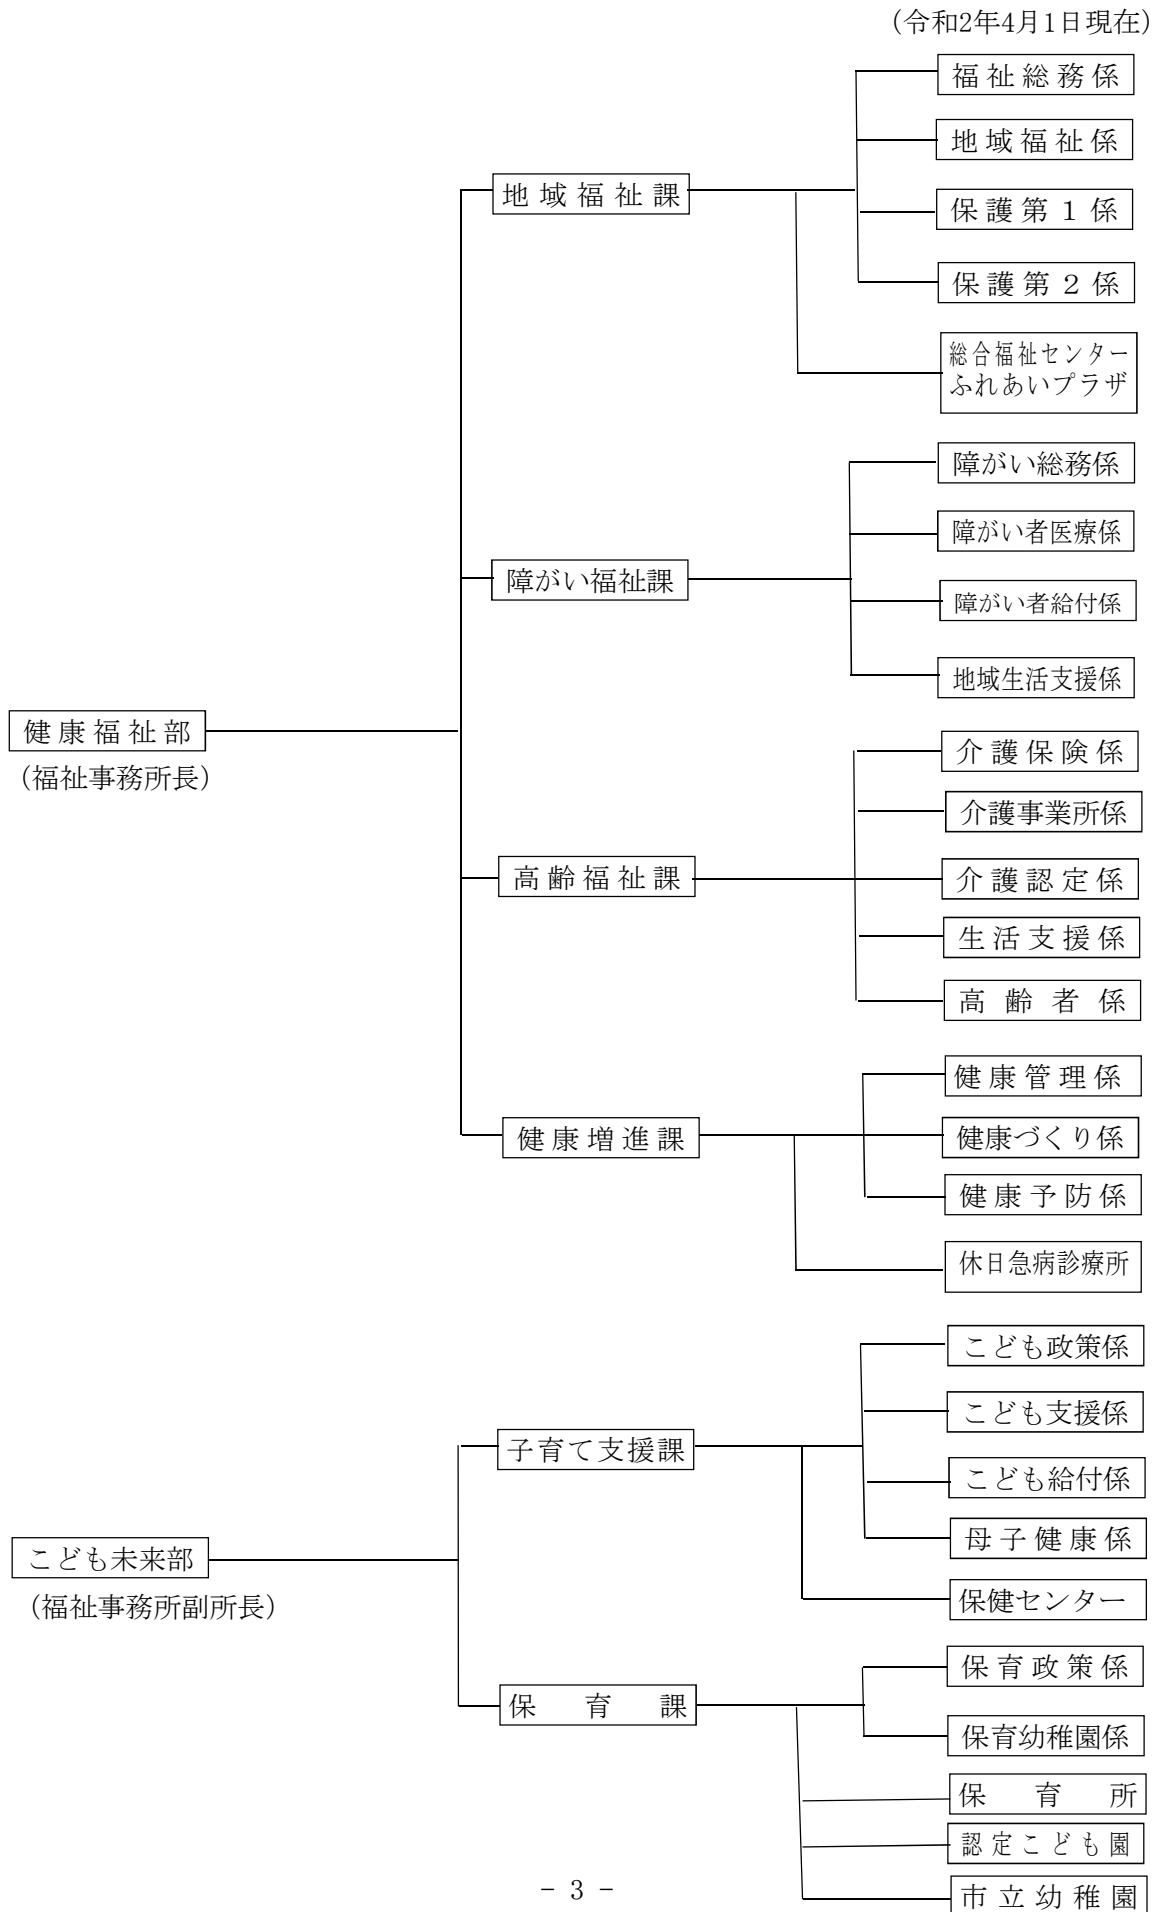 (令和2年4月1日現在)
福祉総務係
地域福祉係
地域福祉課
保護第1係
保護第2係
総合福祉センター
ふれあいプラザ
障がい総務係
障がい者医療係
障がい福祉課
障がい者給付係
地域生活支援係
健康福祉部
(福祉事務所長)
介護保険係
介護事業所係
高齢福祉課
介護認定係
生活支援係
高齢者係
健康管理係
健康増進課
健康づくり係
健康予防係
休日急病診療所
こども政策係
こども支援係
子育て支援課
こども給付係
母子健康係
こども未来部
(福祉事務所副所長)
保健センター
保育政策係
保育課
保育幼稚園係
保育所
認定こども園
市立幼稚園
- 3 -